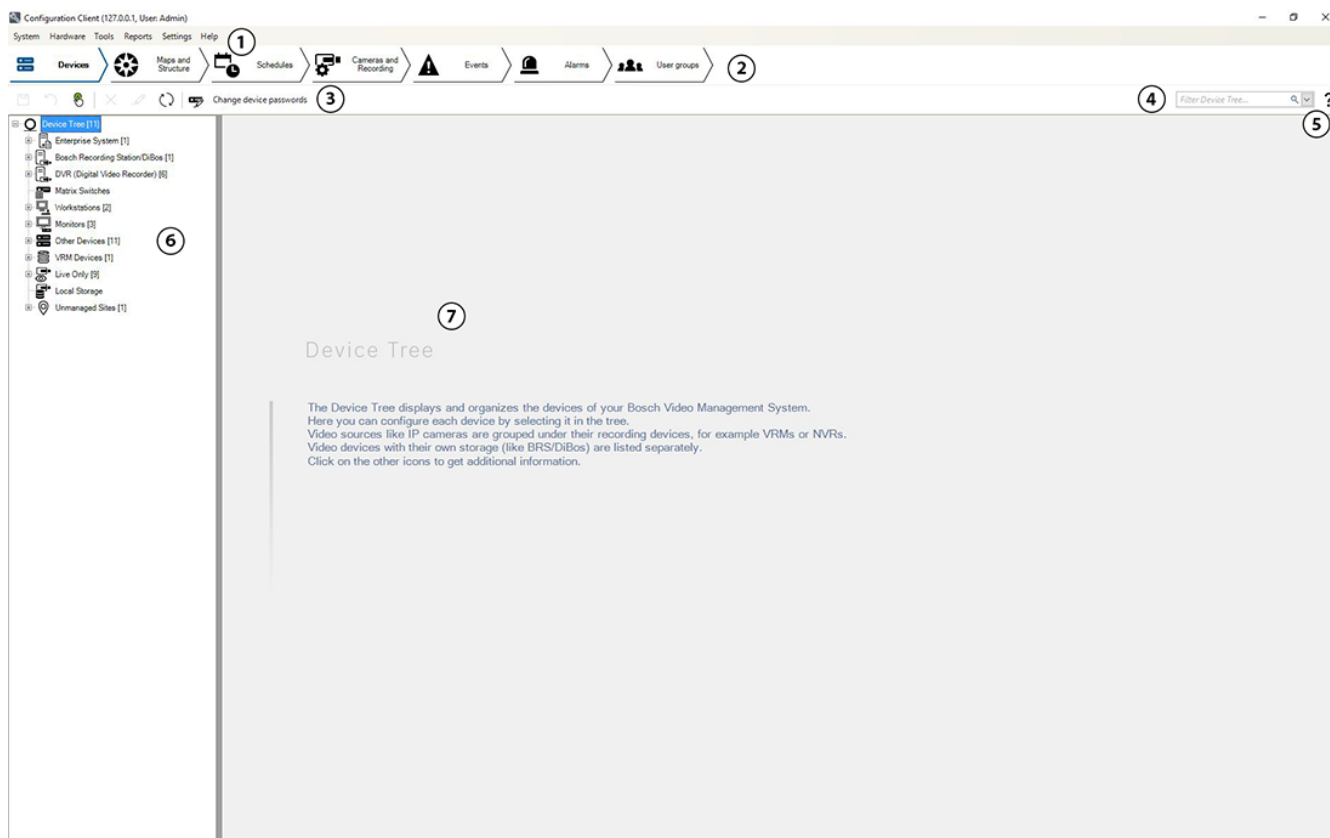 Configuration Client (127.0.0.1, User: Admin)
System Hardware Tools Reports Settings Help
1
Devices
Maps and
Structure
Schedules
Cameras and
Recording
Events
Alarms
User groups
2
Change device passwords
3
4
Filter Device Tree...
?
5
Device Tree [11]
Enterprise System [1]
Bosch Recording Station/DiBos [1]
DVR (Digital Video Recorder) [6]
Matrix Switches
Workstations [2]
Monitors [3]
Other Devices [11]
VRM Devices [1]
Live Only [9]
Local Storage
Unmanaged Sites [1]
6
7
Device Tree
The Device Tree displays and organizes the devices of your Bosch Video Management System.
Here you can configure each device by selecting it in the tree.
Video sources like IP cameras are grouped under their recording devices, for example VRMs or NVRs.
Video devices with their own storage (like BRS/DiBos) are listed separately.
Click on the other icons to get additional information.